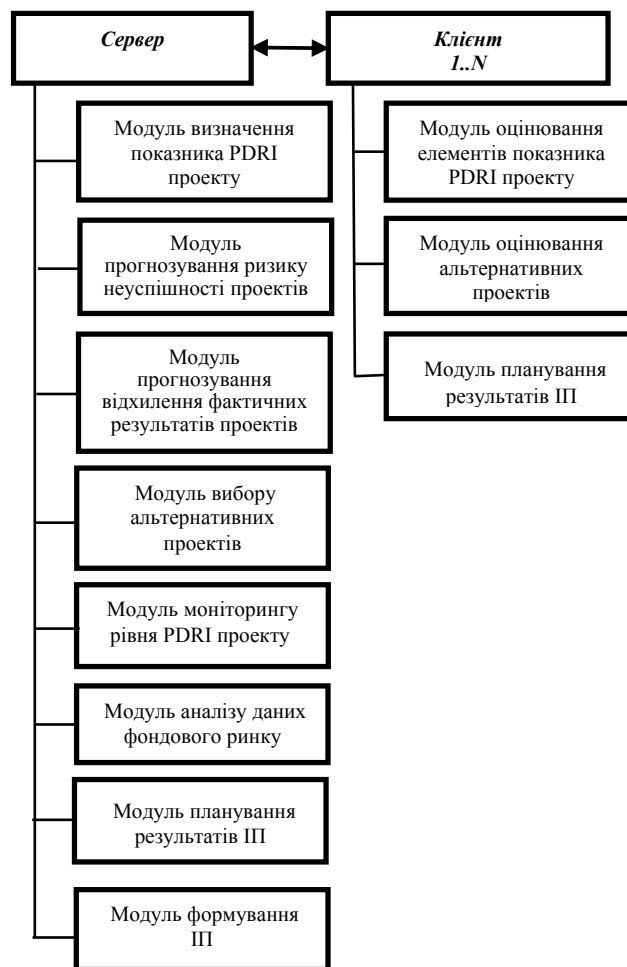 Сервер
Клієнт
1..N
Модуль визначення
показника PDRI
проекту
Модуль
прогнозування ризику
неуспішності проектів
Модуль
прогнозування
відхилення фактичних
результатів проектів
Модуль вибору
альтернативних
проектів
Модуль моніторингу
рівня PDRI проекту
Модуль аналізу даних
фондового ринку
Модуль планування
результатів ІП
Модуль формування
ІП
Модуль оцінювання
елементів показника
PDRI проекту
Модуль оцінювання
альтернативних
проектів
Модуль планування
результатів ІП